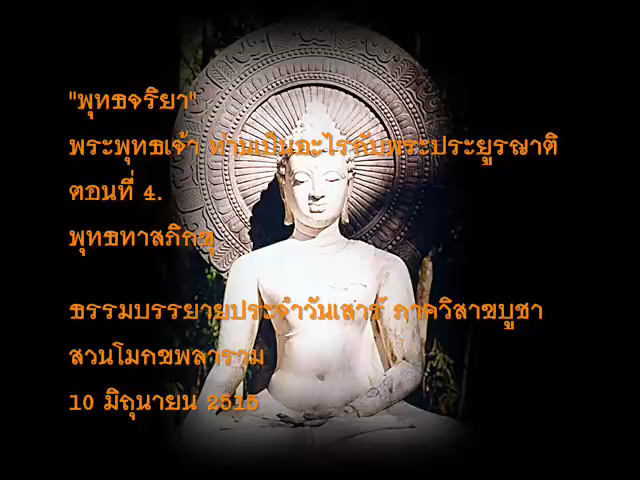 "พุทธจริยา"
พระพุทธเจ้า ท่านเป็นอะไรกับพระประยูรญาติ
ตอนที่ 4.
พุทธทาสภิกขุ
ธรรมบรรยายประจำวันเสาร์ ภาควิสาขบูชา
สวนโมกขพลาราม
10 มิถุนายน 2515